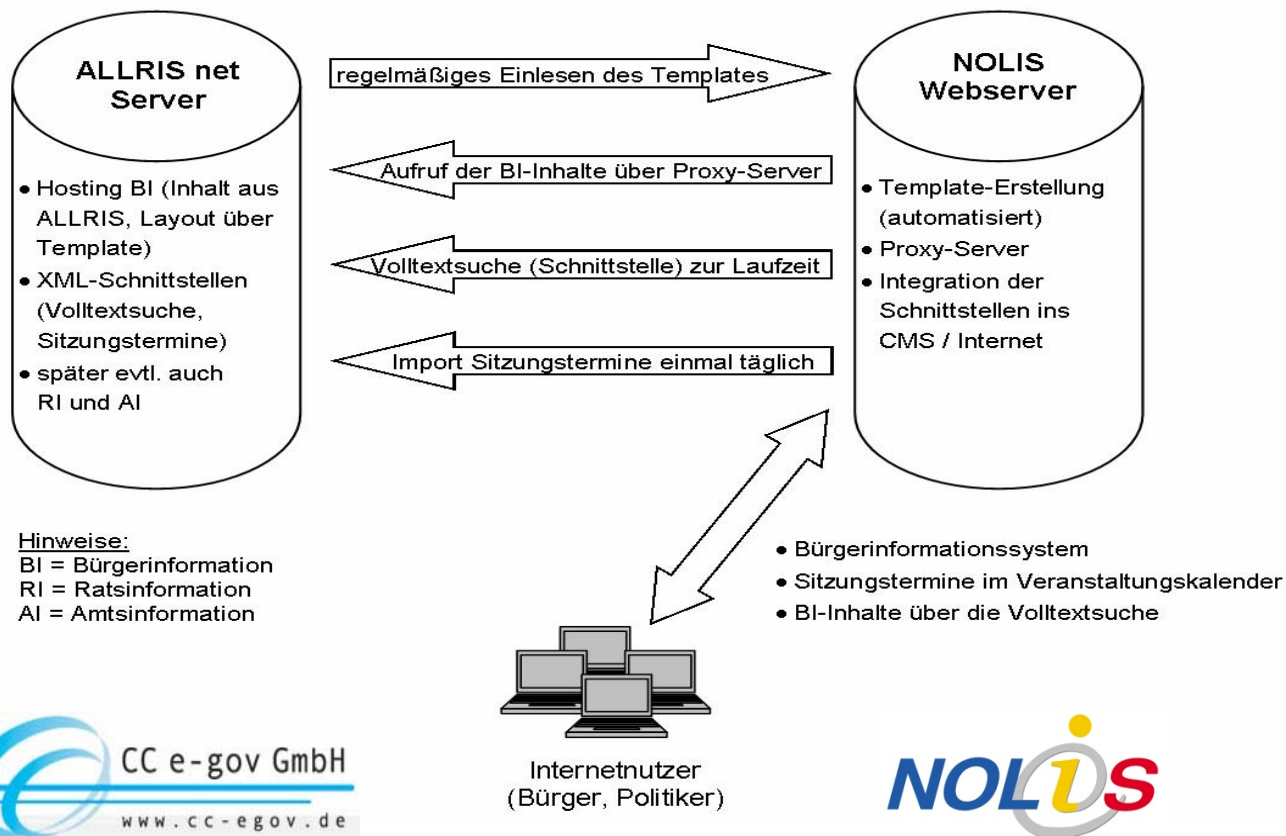 ALLRIS net
Server
• Hosting BI (Inhalt aus
ALLRIS, Layout über
Template)
• XML-Schnittstellen
(Volltextsuche,
Sitzungstermine)
• später evtl. auch
RI und AI
regelmäßiges Einlesen des Templates
Aufruf der BI-Inhalte über Proxy-Server
Volltextsuche (Schnittstelle) zur Laufzeit
Import Sitzungstermine einmal täglich
NOLIS
Webserver
• Template-Erstellung
(automatisiert)
• Proxy-Server
• Integration der
Schnittstellen ins
CMS / Internet
Hinweise:
BI = Bürgerinformation
RI = Ratsinformation
AI = Amtsinformation
• Bürgerinformationssystem
• Sitzungstermine im Veranstaltungskalender
• BI-Inhalte über die Volltextsuche
Internetnutzer
(Bürger, Politiker)
CC e-gov GmbH
www.cc-egov.de
NOLiS